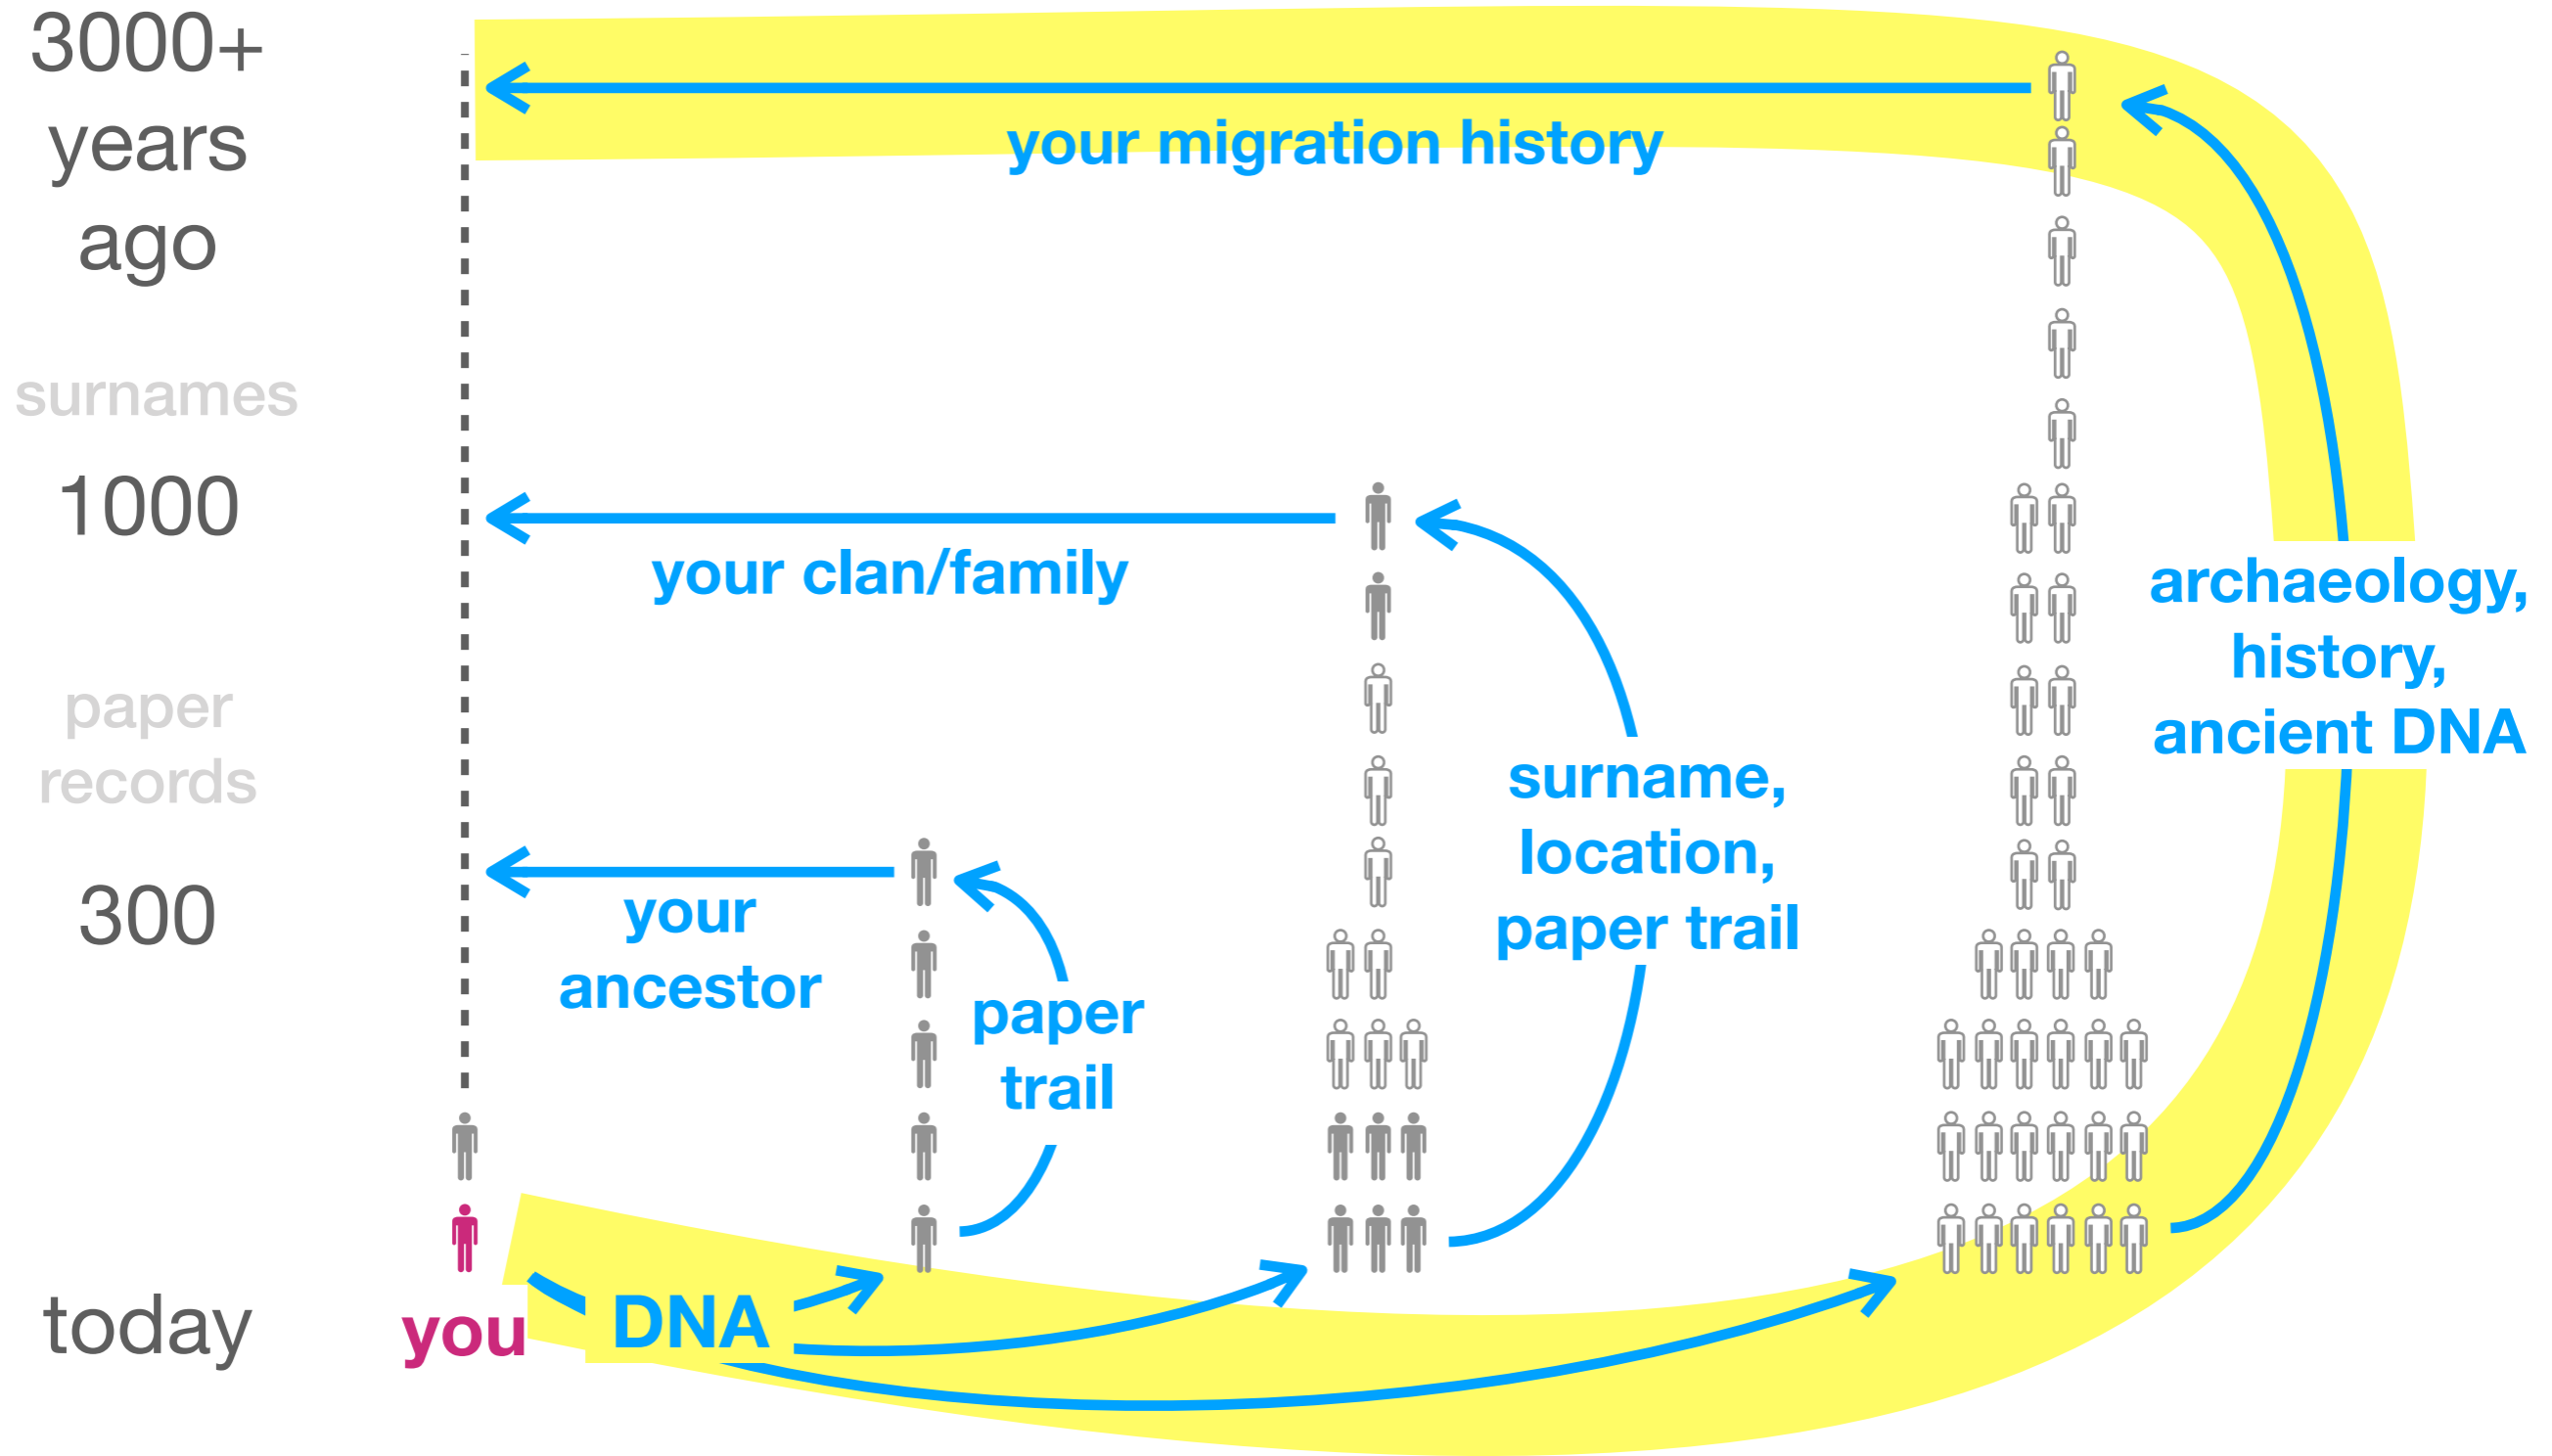 3000+
years
ago
surnames
1000
paper
records
300
today
you
DNA
your migration history
your clan/family
your
ancestor
paper
trail
surname,
location,
paper trail
archaeology,
history,
ancient DNA